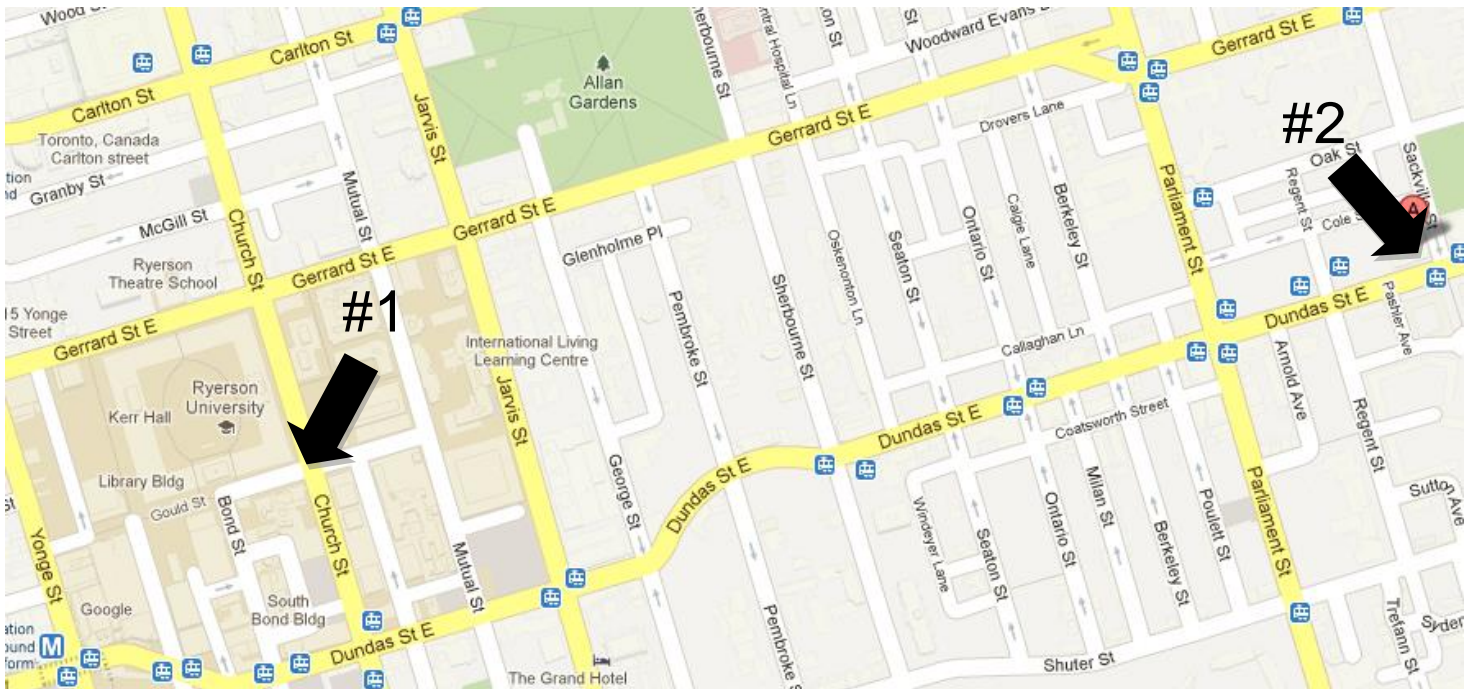 Carlton St
Woodward Evans
Gerrard St E
Carlton St
Allan
Gardens
Toronto, Canada
Carlton street
Jarvis St
Gerrard St E
Drovers Lane
#2
Oak St
Sackville St
Granby St
Mutual St
McGill St
Church St
Gerrard St E
Parliament St
Regent St
Cole
A
Calgie Lane
Berkeley St
Glenholme Pl
Ontario St
Seaton St
Oskenonton Ln
Sherbourne St
Pembroke St
Ryerson
Theatre School
Gerrard St E
#1
15 Yonge
Street
Gerrard St E
Dundas St E
Pashler Ave
Callaghan Ln
Arnold Ave
International Living
Learning Centre
Jarvis St
Ryerson
University
Kerr Hall
Dundas St E
Coatsworth Street
Regent St
Library Bldg
Gould St
Bond St
Church St
George St
Dundas St E
Windeyer Lane
Seaton St
Ontario St
Milan St
Berkeley St
Poulett St
Parliament St
Sutton Ave
Yonge St
Google
South
Bond Bldg
Mutual St
M
Dundas St E
Pembroke
The Grand Hotel
Shuter St
Trefann St